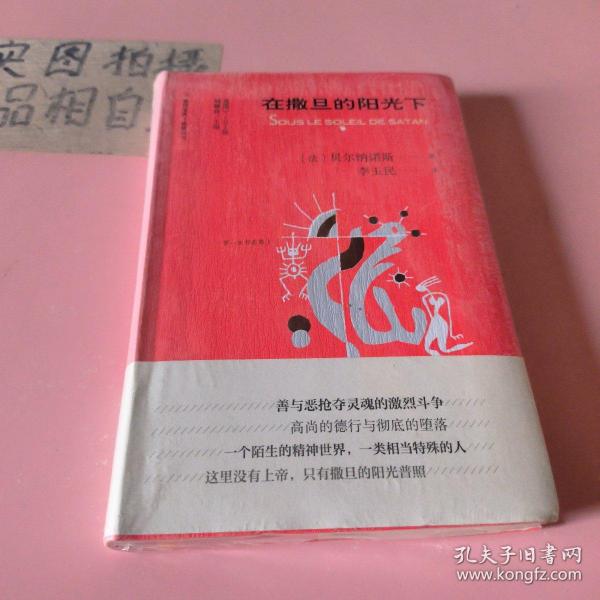 实图拍摄
品相自
在撒旦的阳光下
SOUS LE SOLEIL DE SATAN
〔法〕贝尔纳诺斯
李玉民
善与恶抢夺灵魂的激烈斗争
高尚的德行与彻底的堕落
一个陌生的精神世界，一类相当特殊的人
这里没有上帝，只有撒旦的阳光普照
孔夫子旧书网
www.kongfz.com